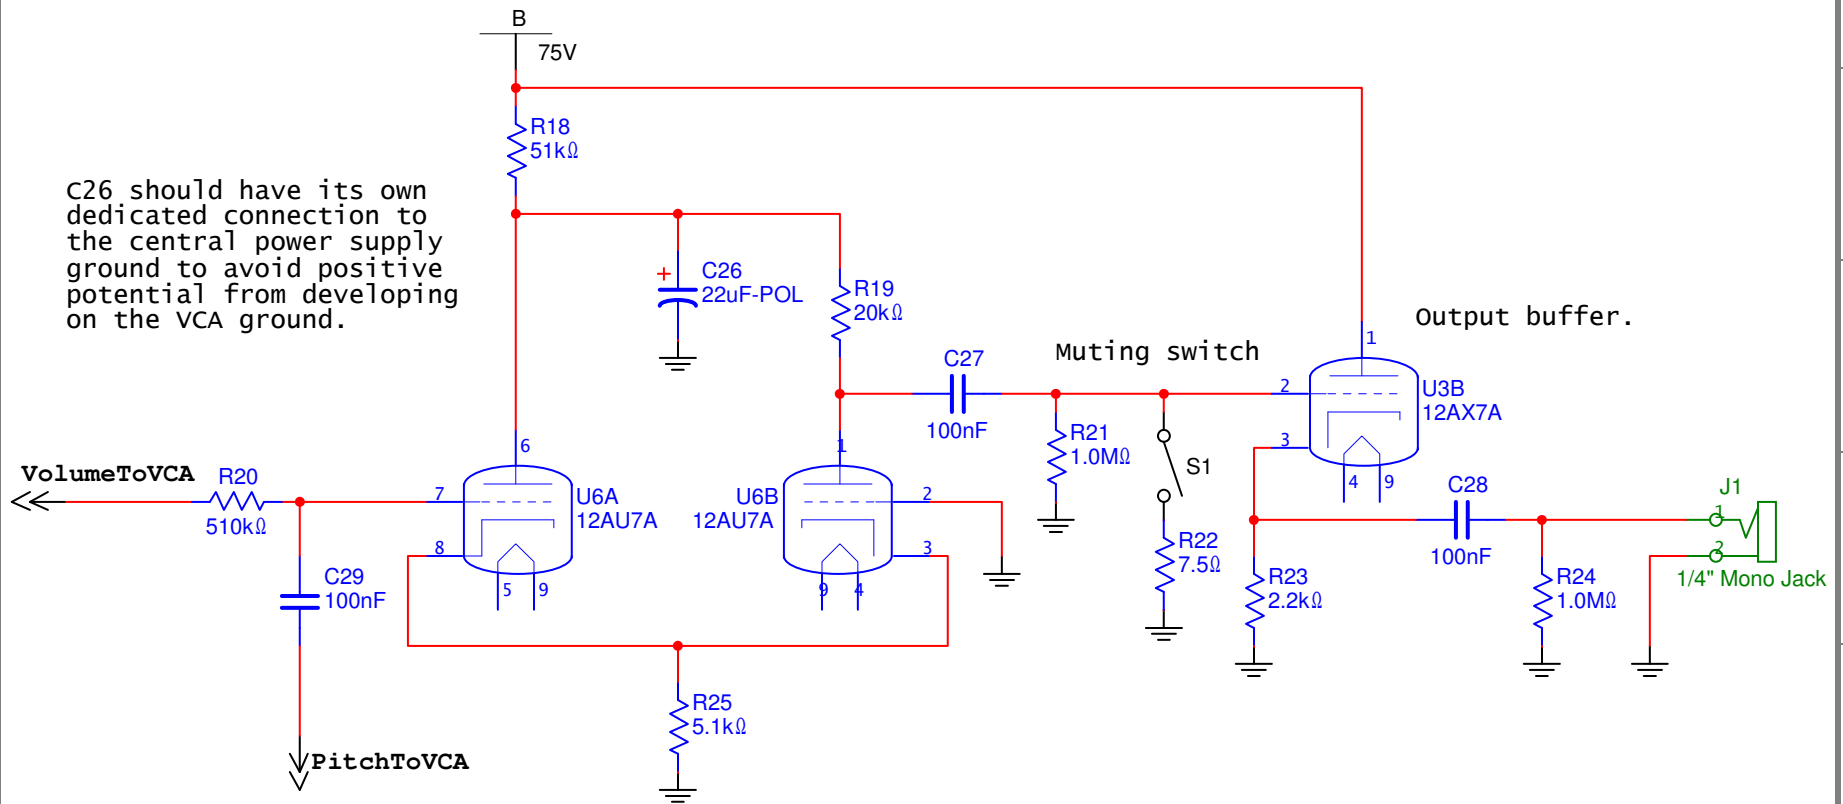 B
75V
R18
51kΩ
C26 should have its own
dedicated connection to
the central power supply
ground to avoid positive
potential from developing
on the VCA ground.
+
C26
22uF-POL
R19
20kΩ
Output buffer.
Muting switch
C27
100nF
1
2
3
4
9
U3B
12AX7A
R21
1.0MΩ
S1
R22
7.5Ω
VolumeToVCA
R20
510kΩ
6
7
8
5
9
U6A
12AU7A
1
U6B
12AU7A
2
3
9
4
C28
100nF
J1
1
2
1/4" Mono Jack
C29
100nF
R23
2.2kΩ
R24
1.0MΩ
R25
5.1kΩ
PitchToVCA